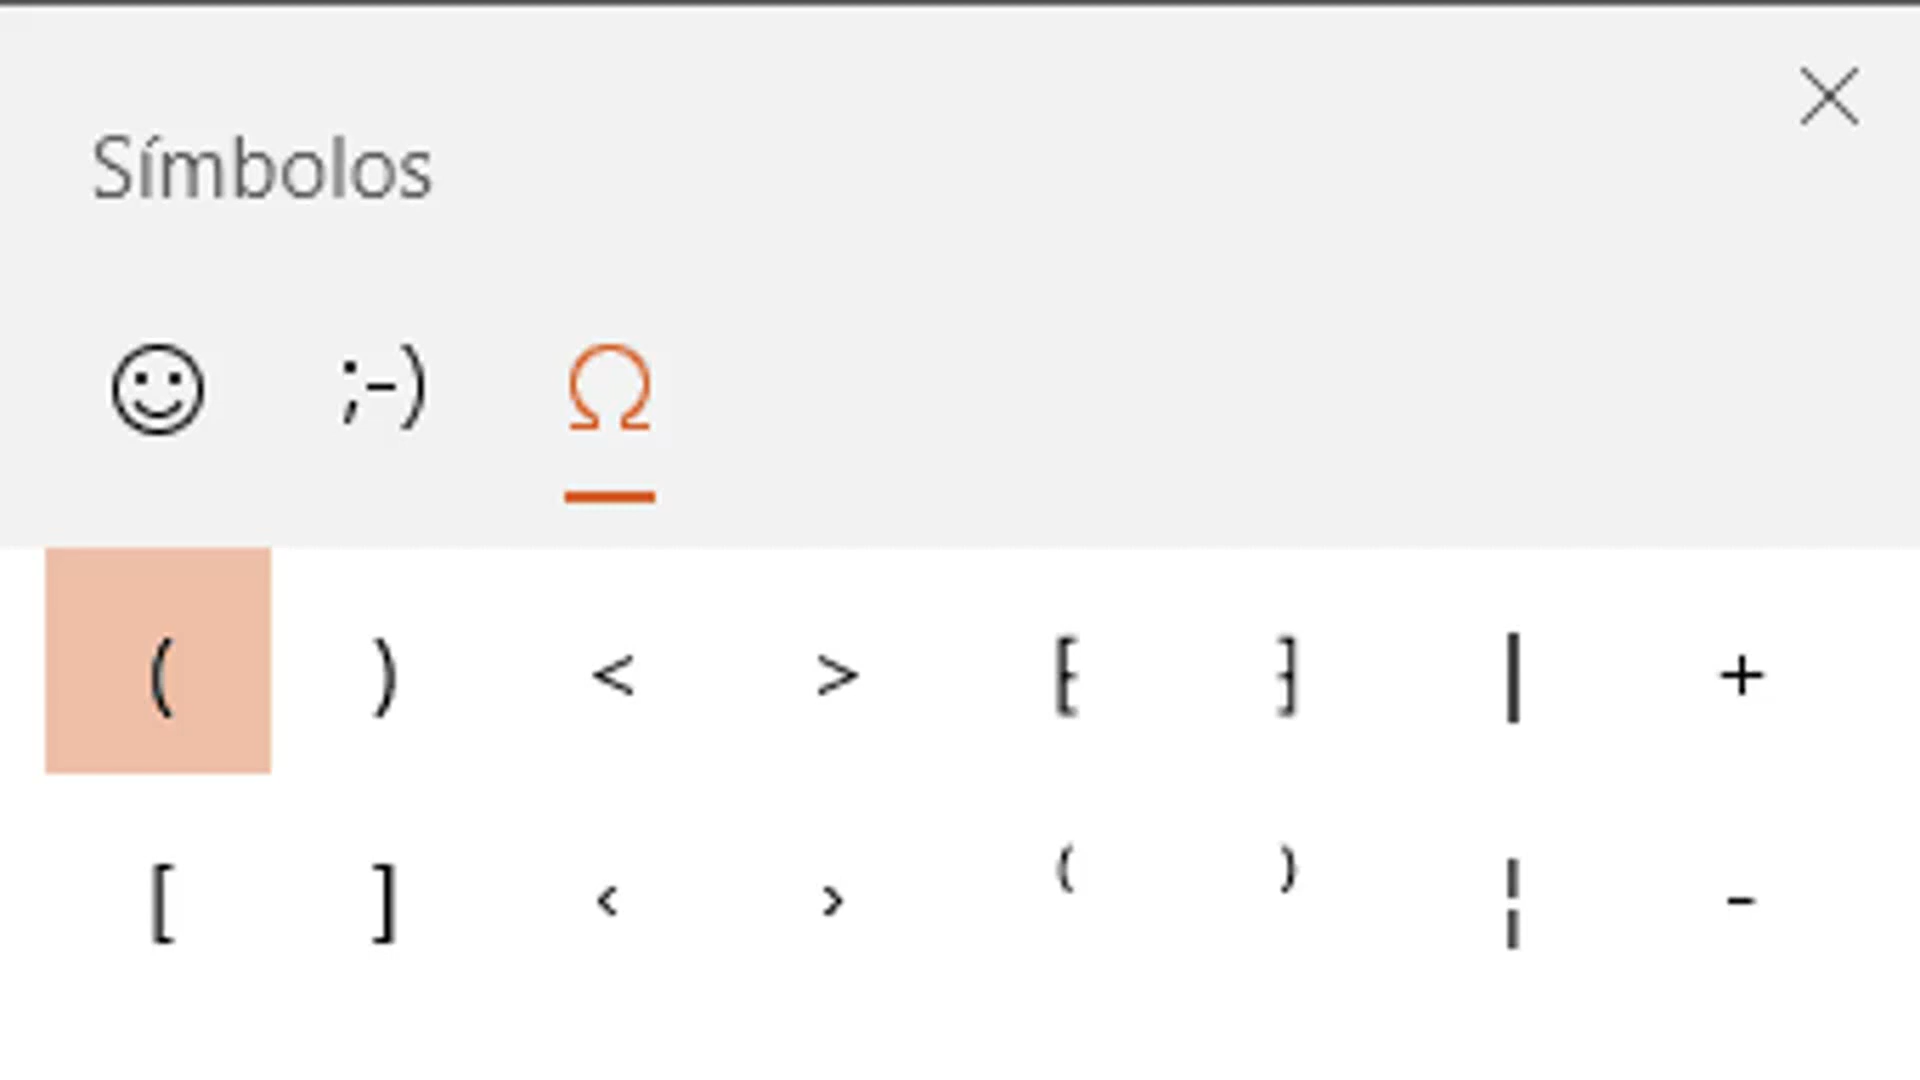 Símbolos
☺ ;-) Ω
( ) < > { } | +
[ ] ‹ › ⁽ ⁾ ¦ -